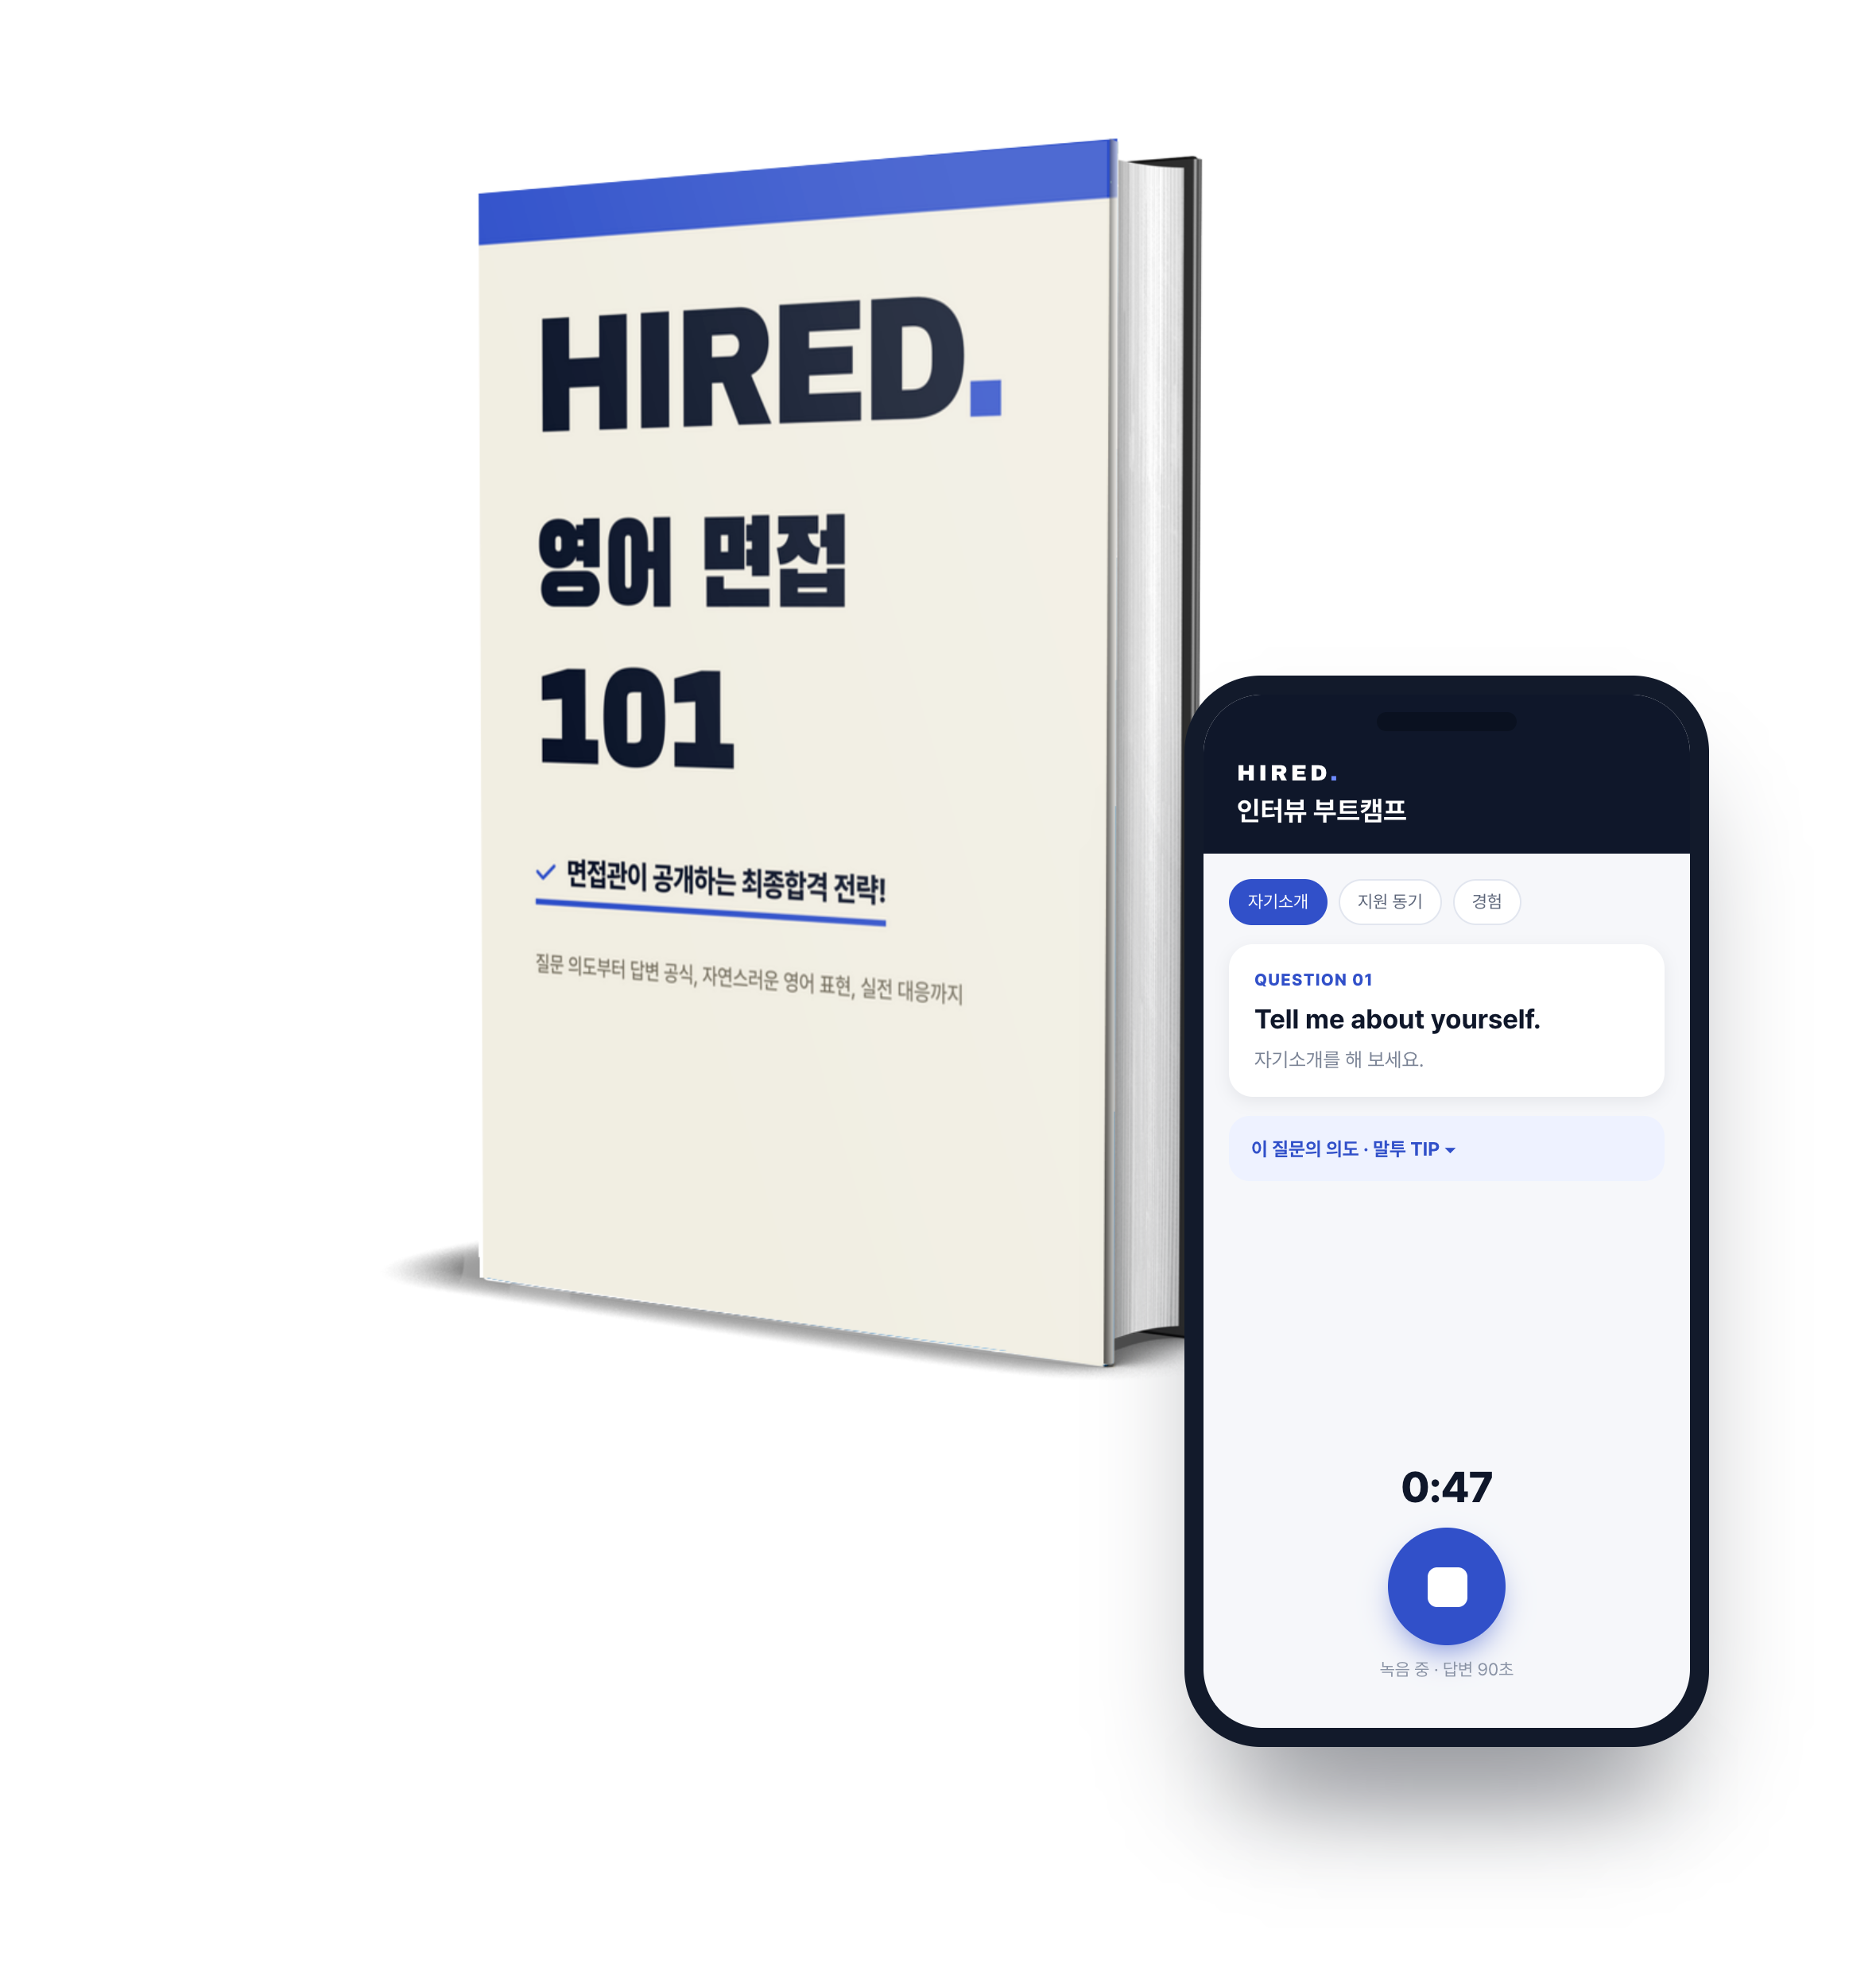 HIRED.
영어 면접
101
✓ 면접관이 공개하는 최종합격 전략!
질문 의도부터 답변 공식, 자연스러운 영어 표현, 실전 대응까지
HIRED.
인터뷰 부트캠프
자기소개 지원 동기 경험
QUESTION 01
Tell me about yourself.
자기소개를 해 보세요.
이 질문의 의도 · 말투 TIP
0:47
녹음 중 · 답변 90초